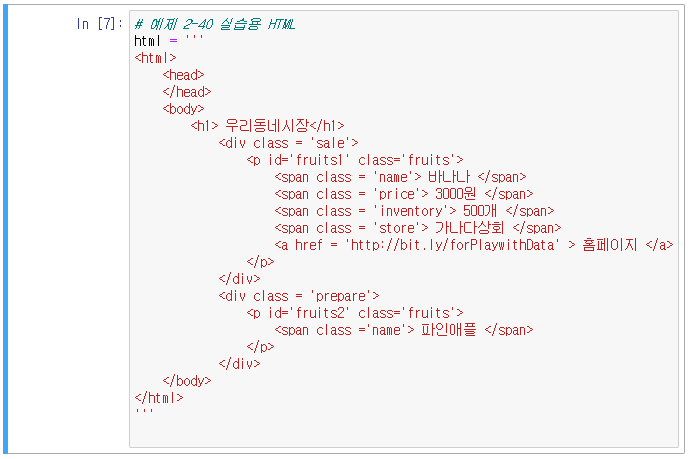 In [7]:
# 예제 2-40 실습용 HTML
html = '''
<html>
    <head>
    </head>
    <body>
        <h1> 우리동네시장</h1>
            <div class = 'sale'>
                <p id='fruits1' class='fruits'>
                    <span class = 'name'> 바나나 </span>
                    <span class = 'price'> 3000원 </span>
                    <span class = 'inventory'> 500개 </span>
                    <span class = 'store'> 가나다상회 </span>
                    <a href = 'http://bit.ly/forPlaywithData' > 홈페이지 </a>
                </p>
            </div>
            <div class = 'prepare'>
                <p id='fruits2' class='fruits'>
                    <span class ='name'> 파인애플 </span>
                </p>
            </div>
    </body>
</html>
'''